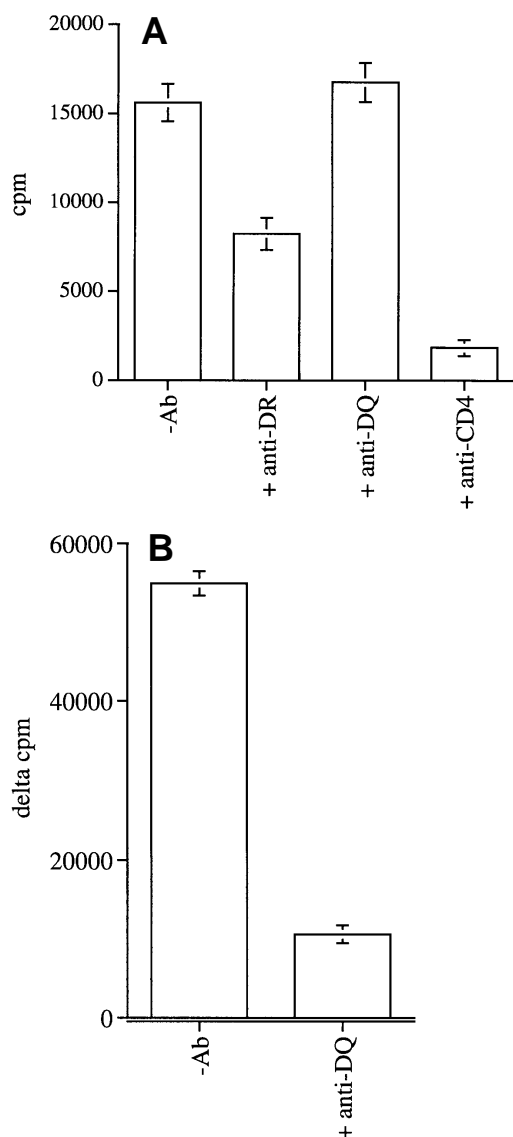 A
20000
15000
10000
5000
0
cpm
-Ab
+ anti-DR
+ anti-DQ
+ anti-CD4
B
60000
40000
20000
0
delta cpm
-Ab
+ anti-DQ